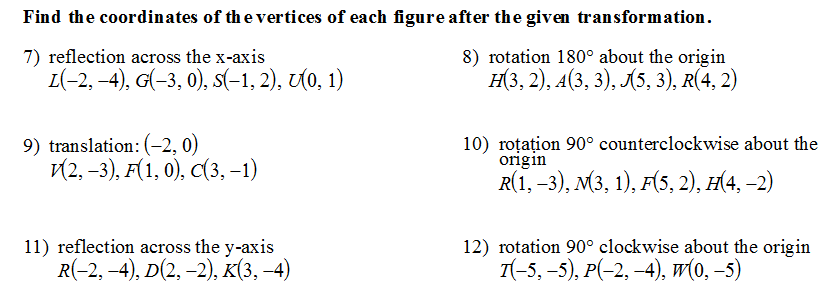 Find the coordinates of the vertices of each figure after the given transformation.
7) reflection across the x-axis
L(−2, −4), G(−3, 0), S(−1, 2), U(0, 1)
8) rotation 180° about the origin
H(3, 2), A(3, 3), J(5, 3), R(4, 2)
9) translation: (−2, 0)
V(2, −3), F(1, 0), C(3, −1)
10) rotation 90° counterclockwise about the
origin
R(1, −3), N(3, 1), F(5, 2), H(4, −2)
11) reflection across the y-axis
R(−2, −4), D(2, −2), K(3, −4)
12) rotation 90° clockwise about the origin
T(−5, −5), P(−2, −4), W(0, −5)